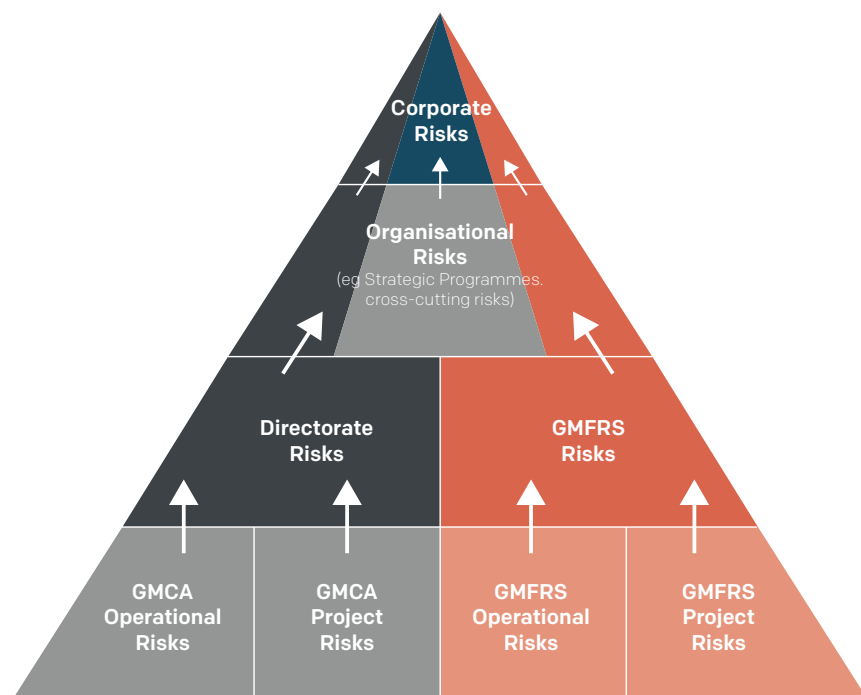 Corporate
Risks
Organisational
Risks
(eg Strategic Programmes.
cross-cutting risks)
Directorate
Risks
GMFRS
Risks
GMCA
Operational
Risks
GMCA
Project
Risks
GMFRS
Operational
Risks
GMFRS
Project
Risks